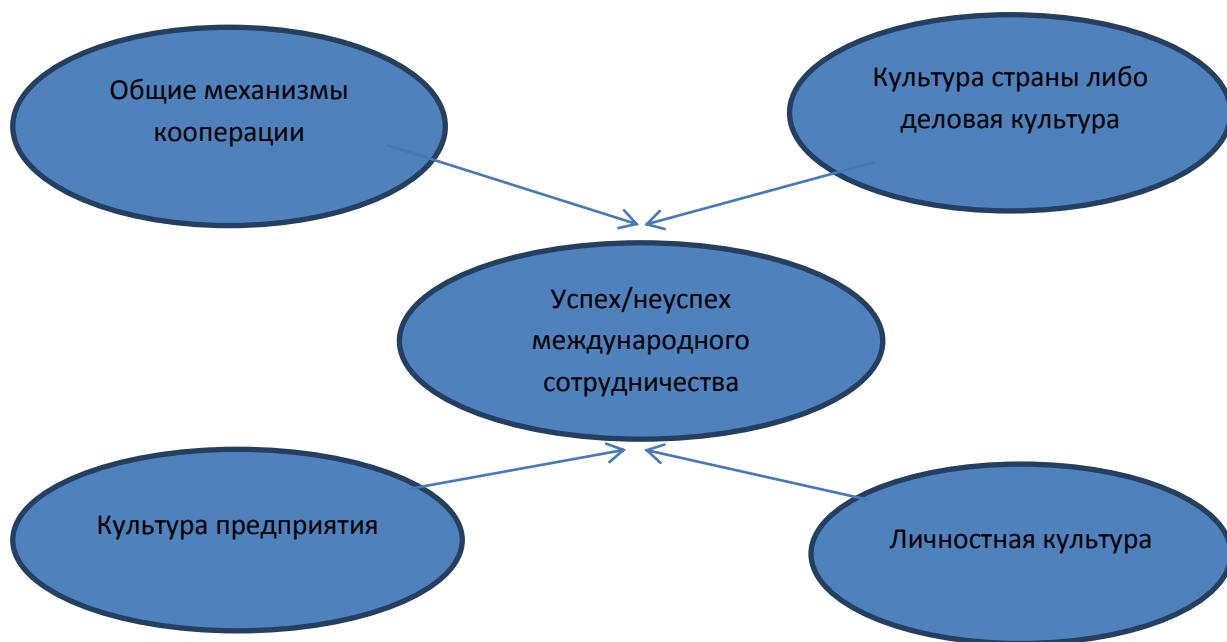 Общие механизмы
кооперации
Культура страны либо
деловая культура
Успех/неуспех
международного
сотрудничества
Культура предприятия
Личностная культура